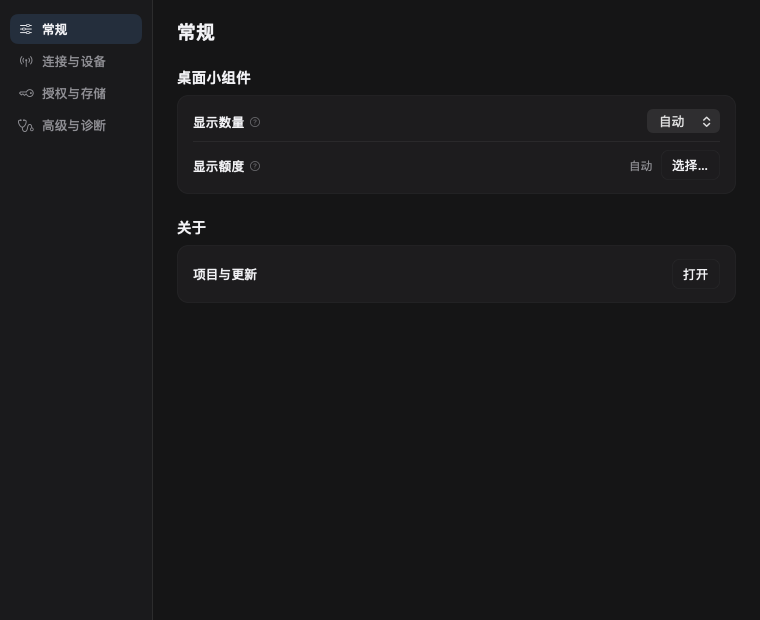 常规
连接与设备
授权与存储
高级与诊断
常规
桌面小组件
显示数量 ?
自动
显示额度 ?
自动 选择...
关于
项目与更新
打开